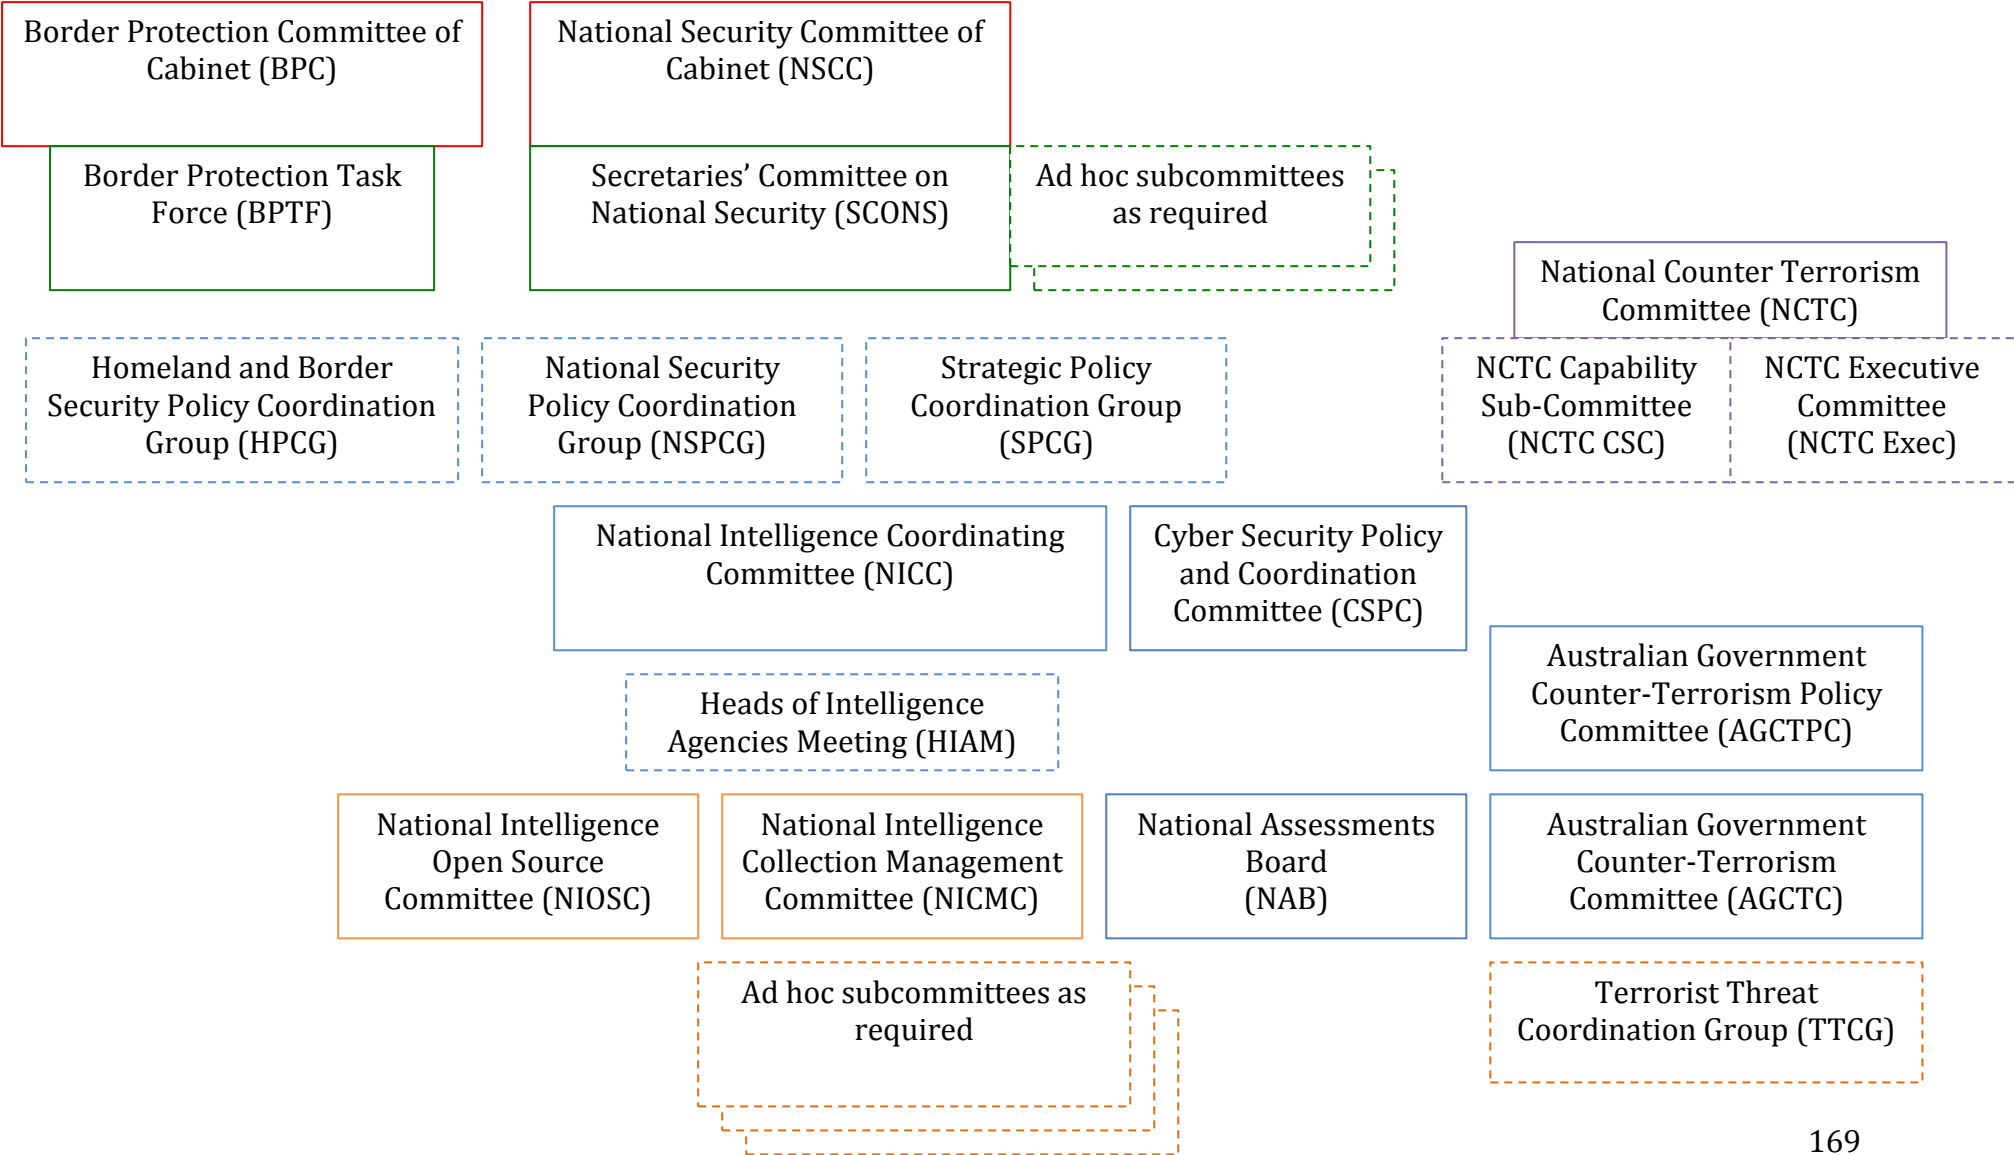 Border Protection Committee of
Cabinet (BPC)
National Security Committee of
Cabinet (NSCC)
Border Protection Task
Force (BPTF)
Secretaries’ Committee on
National Security (SCONS)
Ad hoc subcommittees
as required
National Counter Terrorism
Committee (NCTC)
Homeland and Border
Security Policy Coordination
Group (HPCG)
National Security
Policy Coordination
Group (NSPCG)
Strategic Policy
Coordination Group
(SPCG)
NCTC Capability
Sub-Committee
(NCTC CSC)
NCTC Executive
Committee
(NCTC Exec)
National Intelligence Coordinating
Committee (NICC)
Cyber Security Policy
and Coordination
Committee (CSPC)
Australian Government
Counter-Terrorism Policy
Committee (AGCTPC)
Heads of Intelligence
Agencies Meeting (HIAM)
National Intelligence
Open Source
Committee (NIOSC)
National Intelligence
Collection Management
Committee (NICMC)
National Assessments
Board
(NAB)
Australian Government
Counter-Terrorism
Committee (AGCTC)
Ad hoc subcommittees as
required
Terrorist Threat
Coordination Group (TTCG)
169